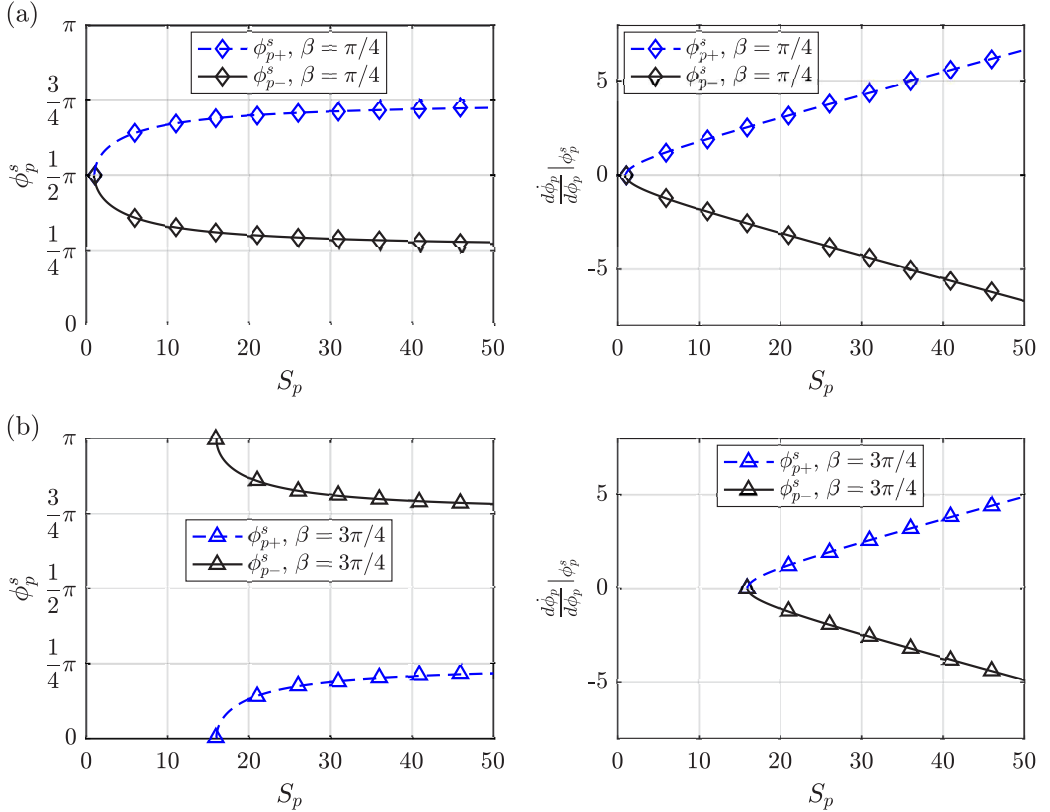 (a)
π
3/4 π
1/2 π
1/4 π
0
ϕ_p^s
ϕ_{p+}^s, β = π/4
ϕ_{p−}^s, β = π/4
0 10 20 30 40 50
S_p
5
0
-5
dϕ̇_p/dϕ_p |ϕ_p^s
ϕ_{p+}^s, β = π/4
ϕ_{p−}^s, β = π/4
0 10 20 30 40 50
S_p
(b)
π
3/4 π
1/2 π
1/4 π
0
ϕ_p^s
ϕ_{p+}^s, β = 3π/4
ϕ_{p−}^s, β = 3π/4
0 10 20 30 40 50
S_p
5
0
-5
dϕ̇_p/dϕ_p |ϕ_p^s
ϕ_{p+}^s, β = 3π/4
ϕ_{p−}^s, β = 3π/4
0 10 20 30 40 50
S_p